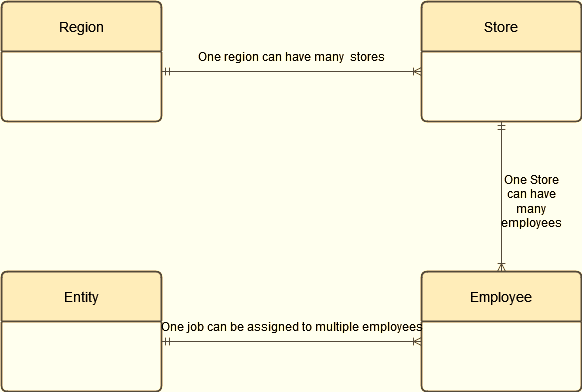 Region
Store
One region can have many  stores
One Store
can have
many
employees
Entity
Employee
One job can be assigned to multiple employees